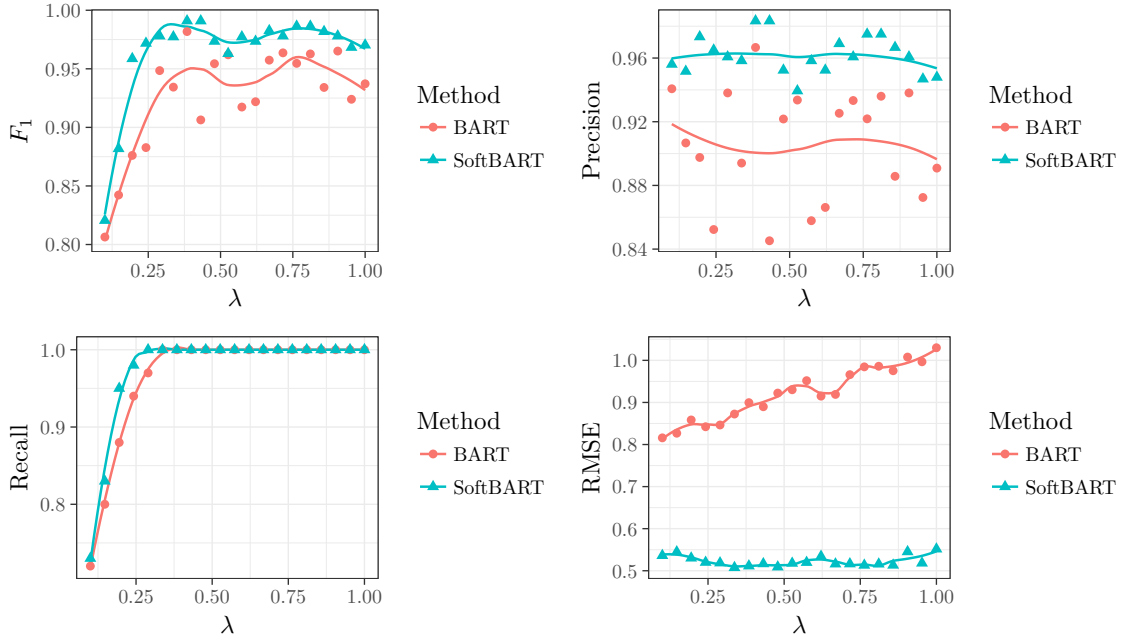 1.00
0.95
0.90
0.85
0.80
F1
0.25 0.50 0.75 1.00
λ
Method
BART
SoftBART
0.96
0.92
0.88
0.84
Precision
0.25 0.50 0.75 1.00
λ
Method
BART
SoftBART
1.0
0.9
0.8
Recall
0.25 0.50 0.75 1.00
λ
Method
BART
SoftBART
1.0
0.9
0.8
0.7
0.6
0.5
RMSE
0.25 0.50 0.75 1.00
λ
Method
BART
SoftBART